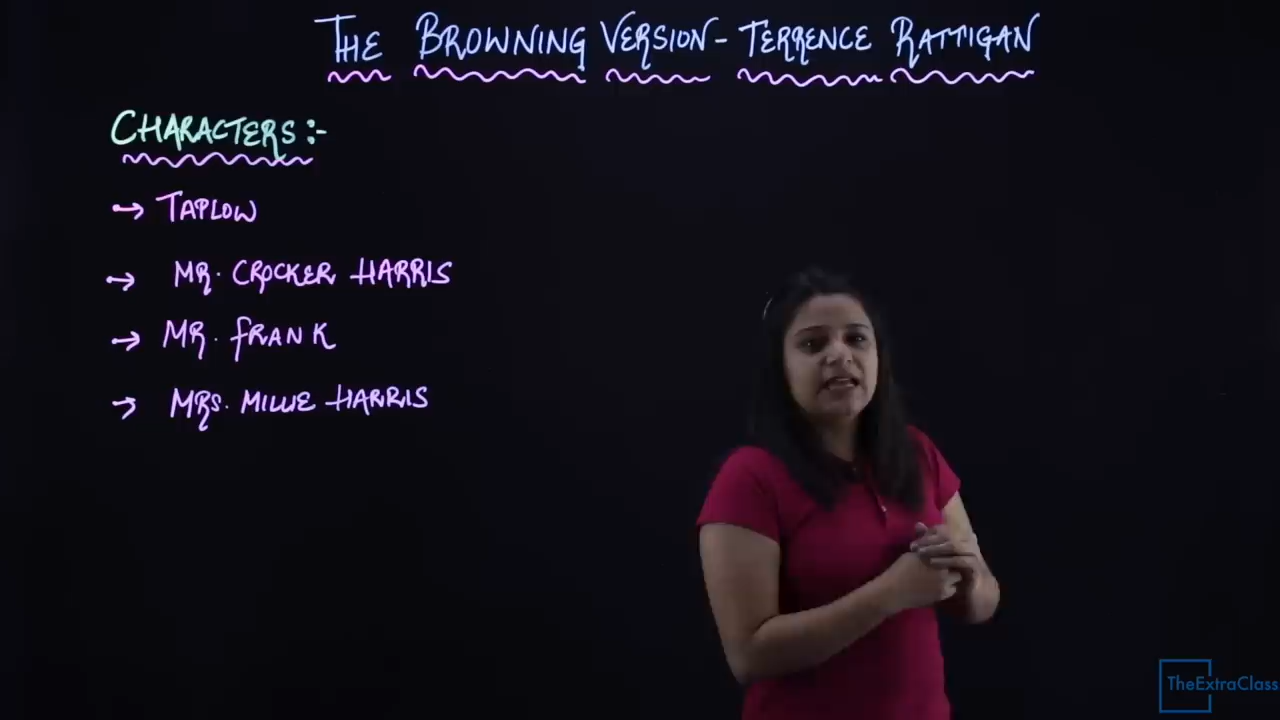 THE BROWNING VERSION - TERRENCE RATTIGAN
CHARACTERS :-
→ TAPLOW
→ MR. CROCKER HARRIS
→ MR. FRANK
→ MRS. MILLIE HARRIS
TheExtraClass